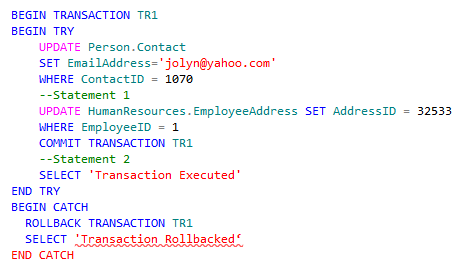 BEGIN TRANSACTION TR1
BEGIN TRY
UPDATE Person.Contact
SET EmailAddress='jolyn@yahoo.com'
WHERE ContactID = 1070
--Statement 1
UPDATE HumanResources.EmployeeAddress SET AddressID = 32533
WHERE EmployeeID = 1
COMMIT TRANSACTION TR1
--Statement 2
SELECT 'Transaction Executed'
END TRY
BEGIN CATCH
ROLLBACK TRANSACTION TR1
SELECT 'Transaction Rollbacked‘
END CATCH